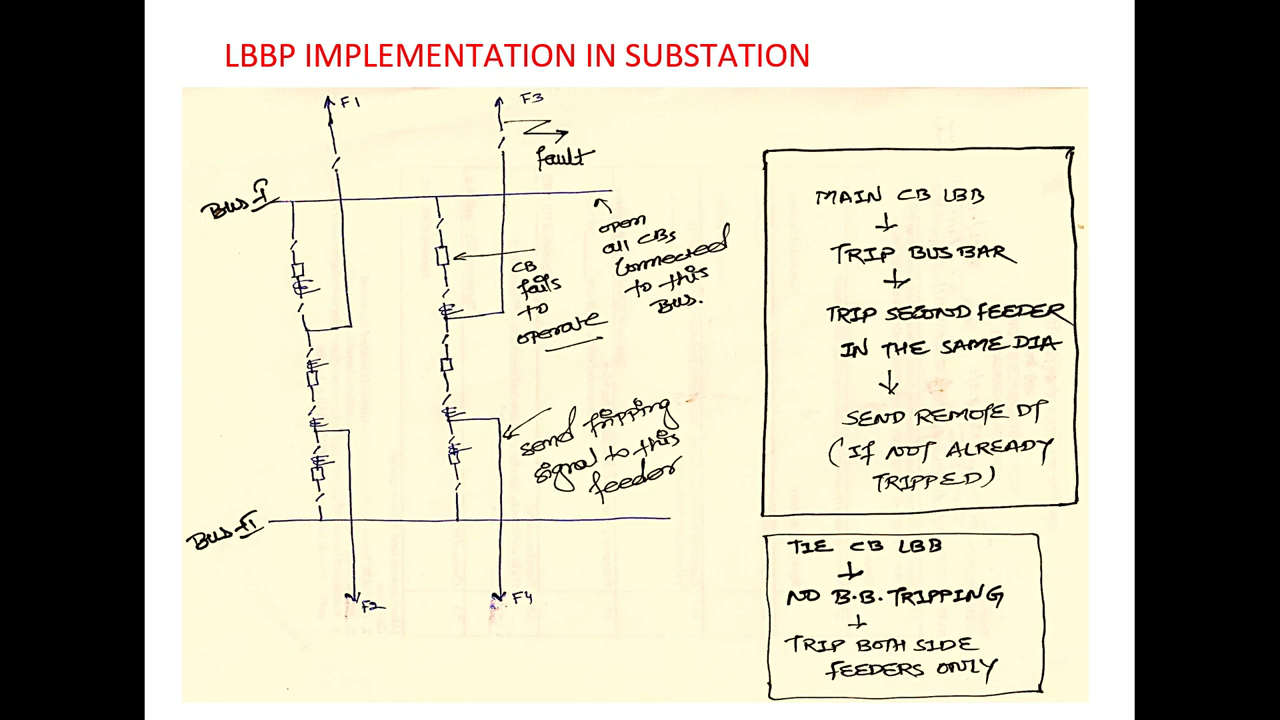 LBBP IMPLEMENTATION IN SUBSTATION
F1
F3
fault
Bus-I
open
all CBs
Connected
to this
Bus.
CB
fails
to
operate
send tripping
signal to this
feeder
Bus-II
F2
F4
MAIN CB LBB
TRIP BUSBAR
TRIP SECOND FEEDER
IN THE SAME DIA
SEND REMOTE DT
(IF NOT ALREADY
TRIPPED)
TIE CB LBB
NO B.B. TRIPPING
TRIP BOTH SIDE
FEEDERS ONLY